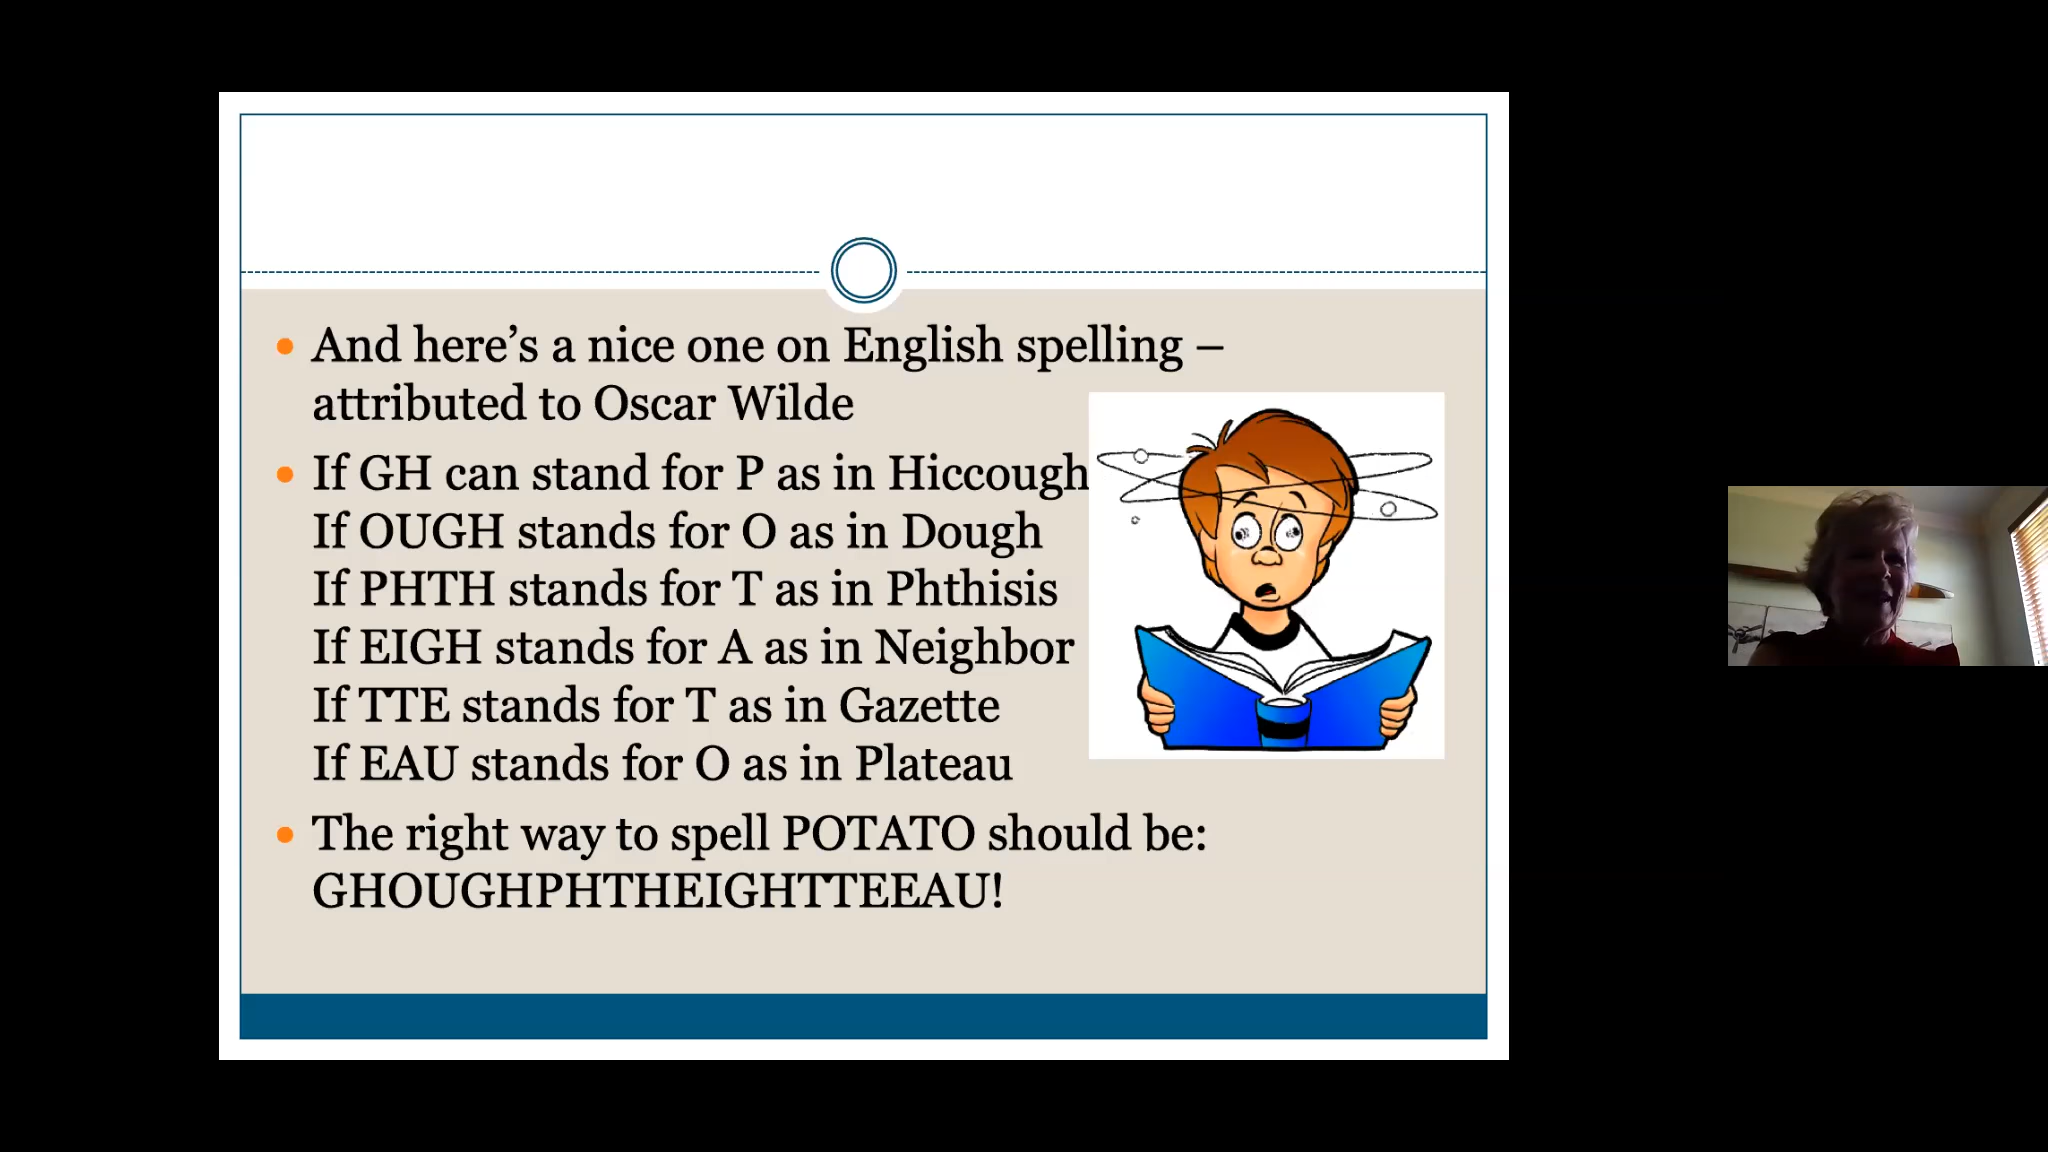 And here’s a nice one on English spelling –
attributed to Oscar Wilde
If GH can stand for P as in Hiccough
If OUGH stands for O as in Dough
If PHTH stands for T as in Phthisis
If EIGH stands for A as in Neighbor
If TTE stands for T as in Gazette
If EAU stands for O as in Plateau
The right way to spell POTATO should be:
GHOUGHPHTHEIGHTTEEAU!